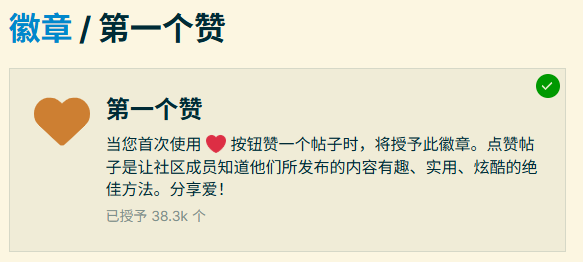 徽章 / 第一个赞
第一个赞
当您首次使用 ❤️ 按钮赞一个帖子时，将授予此徽章。点赞帖
子是让社区成员知道他们所发布的内容有趣、实用、炫酷的绝
佳方法。分享爱！
已授予 38.3k 个